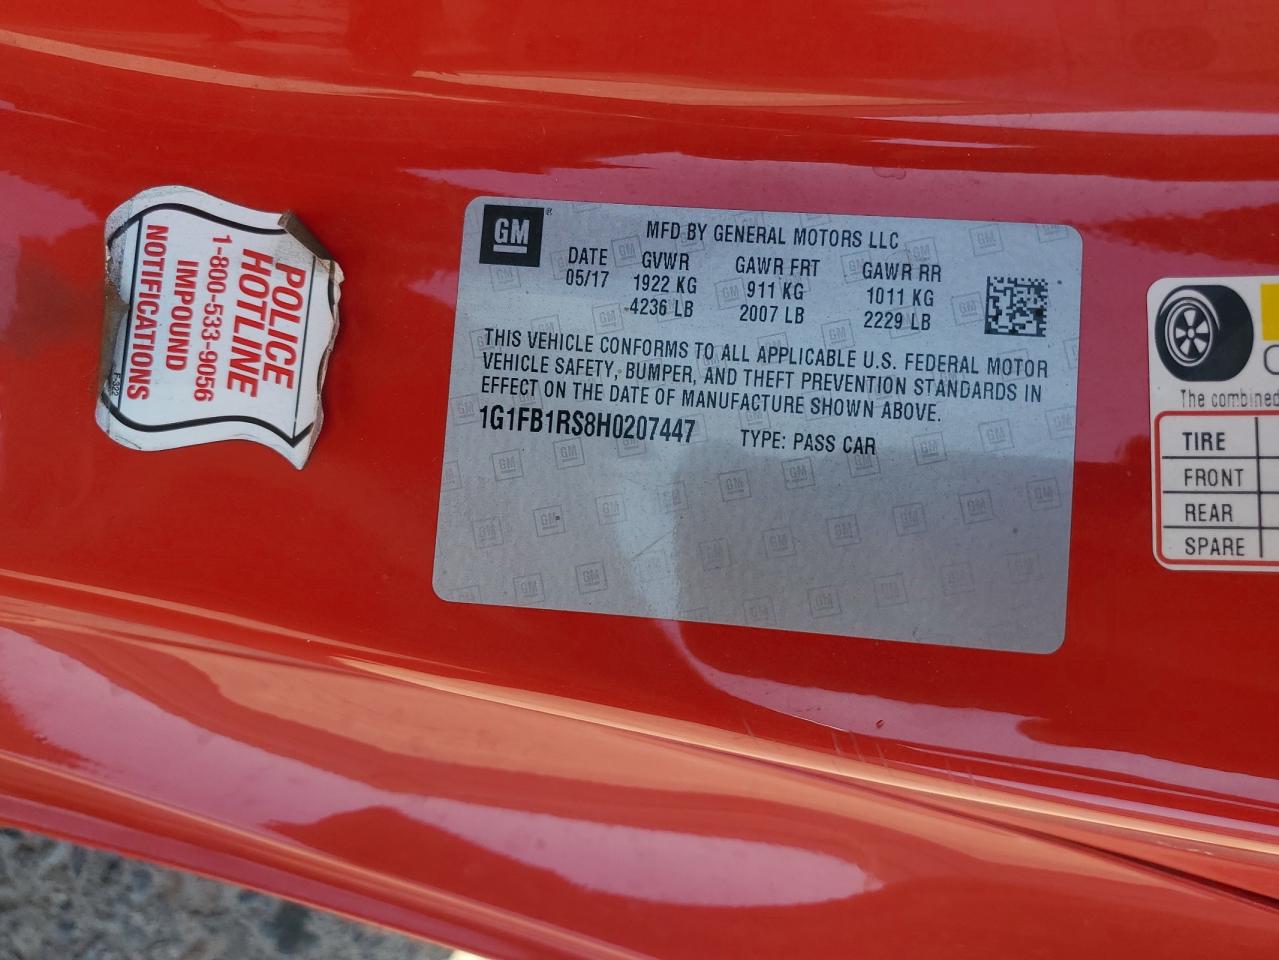 POLICE
HOTLINE
1-800-533-9056
IMPOUND
NOTIFICATIONS
GM
MFD BY GENERAL MOTORS LLC
DATE GVWR GAWR FRT GAWR RR
05/17 1922 KG 911 KG 1011 KG
4236 LB 2007 LB 2229 LB
THIS VEHICLE CONFORMS TO ALL APPLICABLE U.S. FEDERAL MOTOR
VEHICLE SAFETY, BUMPER, AND THEFT PREVENTION STANDARDS IN
EFFECT ON THE DATE OF MANUFACTURE SHOWN ABOVE.
1G1FB1RS8H0207447 TYPE: PASS CAR
The combined
TIRE
FRONT
REAR
SPARE